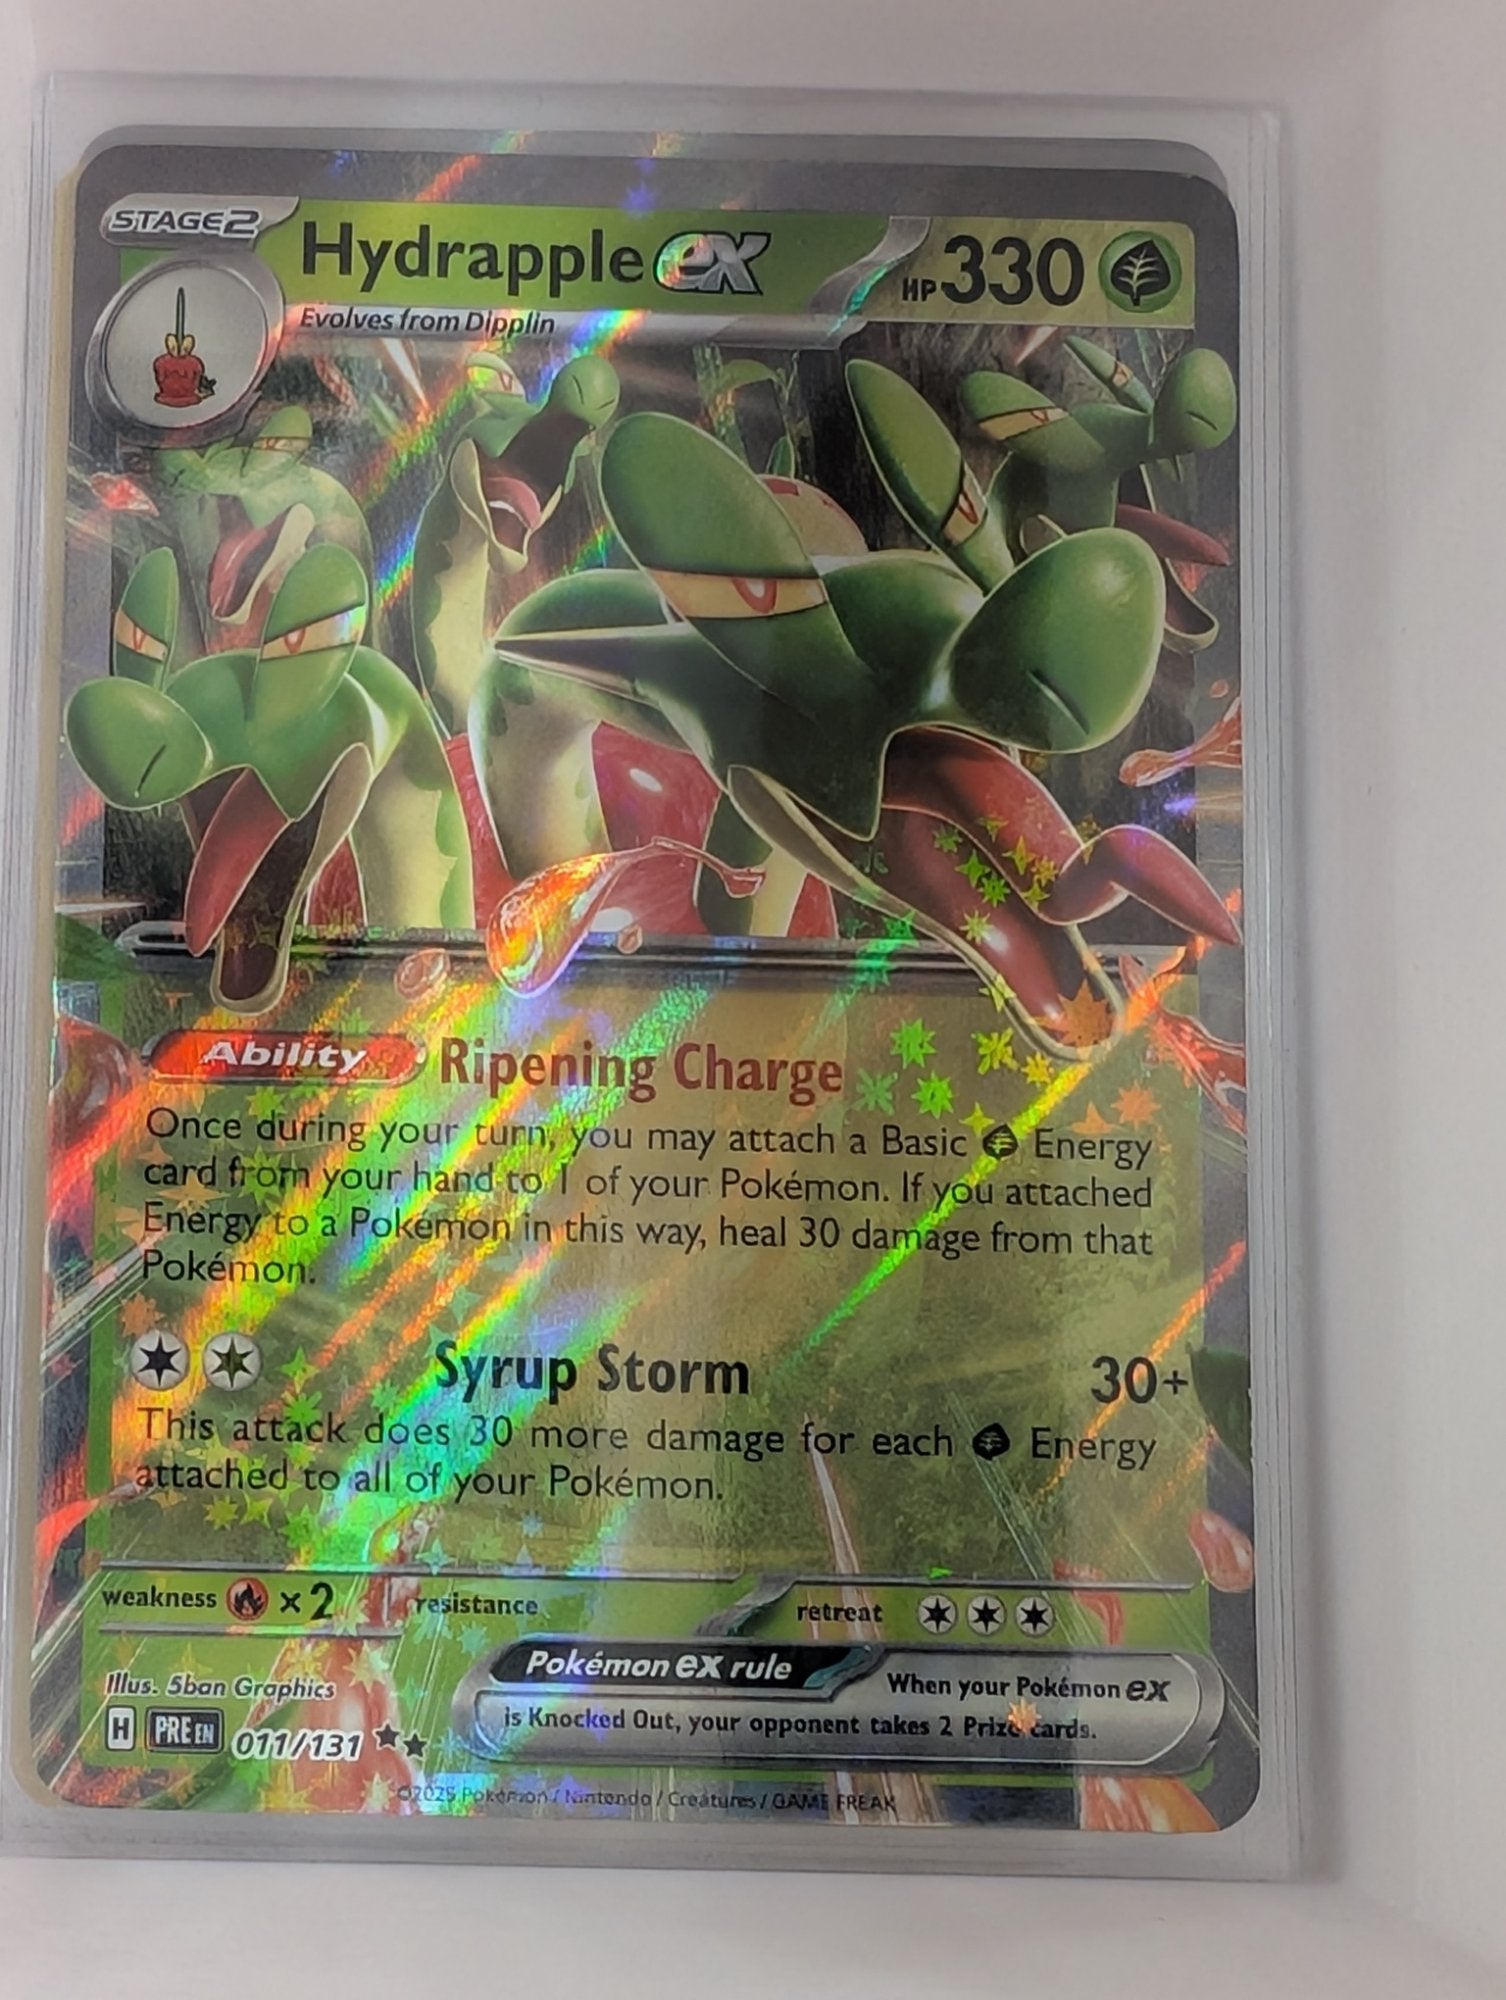 STAGE2
Hydrapple ex
HP 330
Evolves from Dipplin
Ability Ripening Charge
Once during your turn, you may attach a Basic Energy
card from your hand to 1 of your Pokémon. If you attached
Energy to a Pokémon in this way, heal 30 damage from that
Pokémon.
Syrup Storm 30+
This attack does 30 more damage for each Energy
attached to all of your Pokémon.
weakness ×2 resistance retreat
Pokémon ex rule
When your Pokémon ex
is Knocked Out, your opponent takes 2 Prize cards.
Illus. 5ban Graphics
H PRE EN 011/131
©2025 Pokémon / Nintendo / Creatures / GAME FREAK